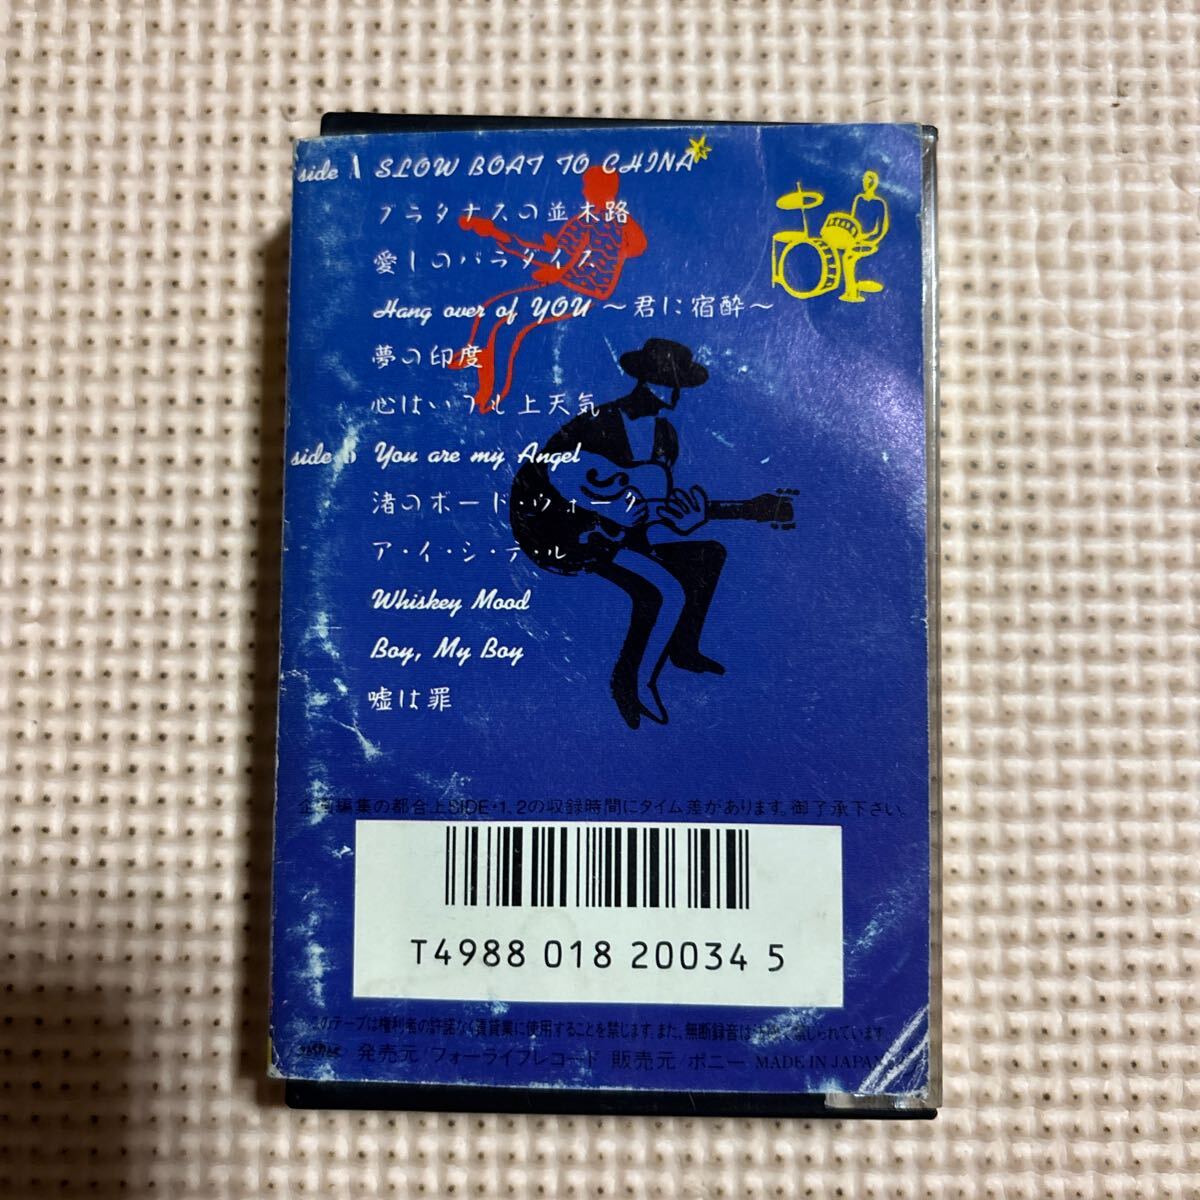 side 1 SLOW BOAT TO CHINA
プラタナスの並木路
愛しのパラダイス
Hang over of YOU 〜君に宿酔〜
夢の印度
心はいつも上天気
side You are my Angel
渚のボード・ウォーク
ア・イ・シ・テ・ル
Whiskey Mood
Boy, My Boy
嘘は罪
企画編集の都合上SIDE・1, 2の収録時間にタイム差があります。御了承下さい。
T4988 018 20034 5
このテープは権利者の許諾なく賃貸業に使用することを禁じます。また、無断録音は法律で禁じられています。
発売元/フォーライフレコード 販売元/ポニー MADE IN JAPAN